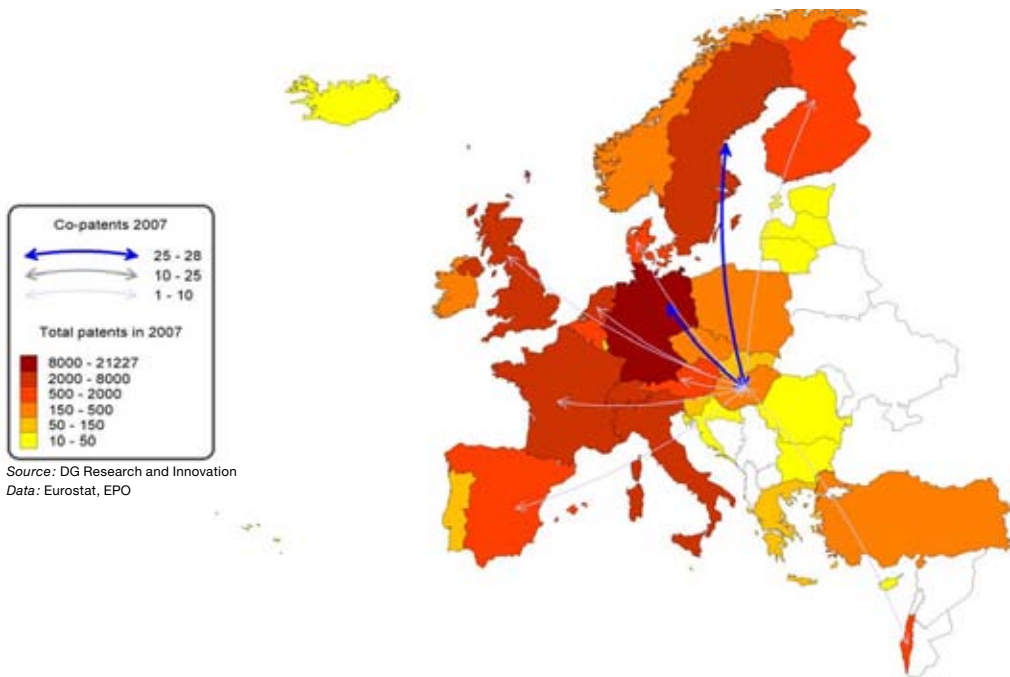 Co-patents 2007
25 - 28
10 - 25
1 - 10
Total patents in 2007
8000 - 21227
2000 - 8000
500 - 2000
150 - 500
50 - 150
10 - 50
Source: DG Research and Innovation
Data: Eurostat, EPO